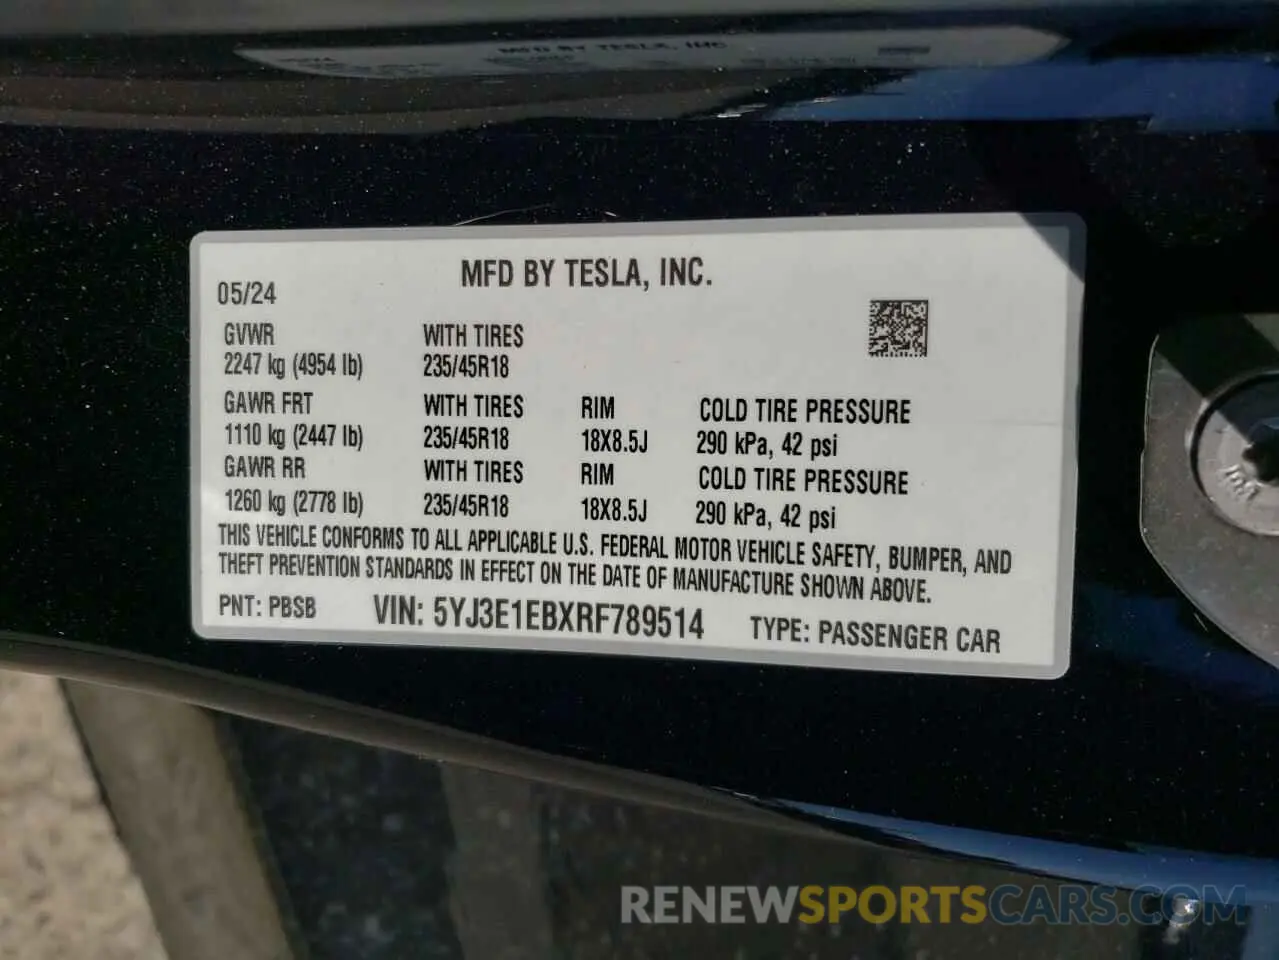 MFD BY TESLA, INC.
05/24
GVWR WITH TIRES
2247 kg (4954 lb) 235/45R18
GAWR FRT WITH TIRES RIM COLD TIRE PRESSURE
1110 kg (2447 lb) 235/45R18 18X8.5J 290 kPa, 42 psi
GAWR RR WITH TIRES RIM COLD TIRE PRESSURE
1260 kg (2778 lb) 235/45R18 18X8.5J 290 kPa, 42 psi
THIS VEHICLE CONFORMS TO ALL APPLICABLE U.S. FEDERAL MOTOR VEHICLE SAFETY, BUMPER, AND
THEFT PREVENTION STANDARDS IN EFFECT ON THE DATE OF MANUFACTURE SHOWN ABOVE.
PNT: PBSB VIN: 5YJ3E1EBXRF789514 TYPE: PASSENGER CAR
RENEWSPORTSCARS.COM